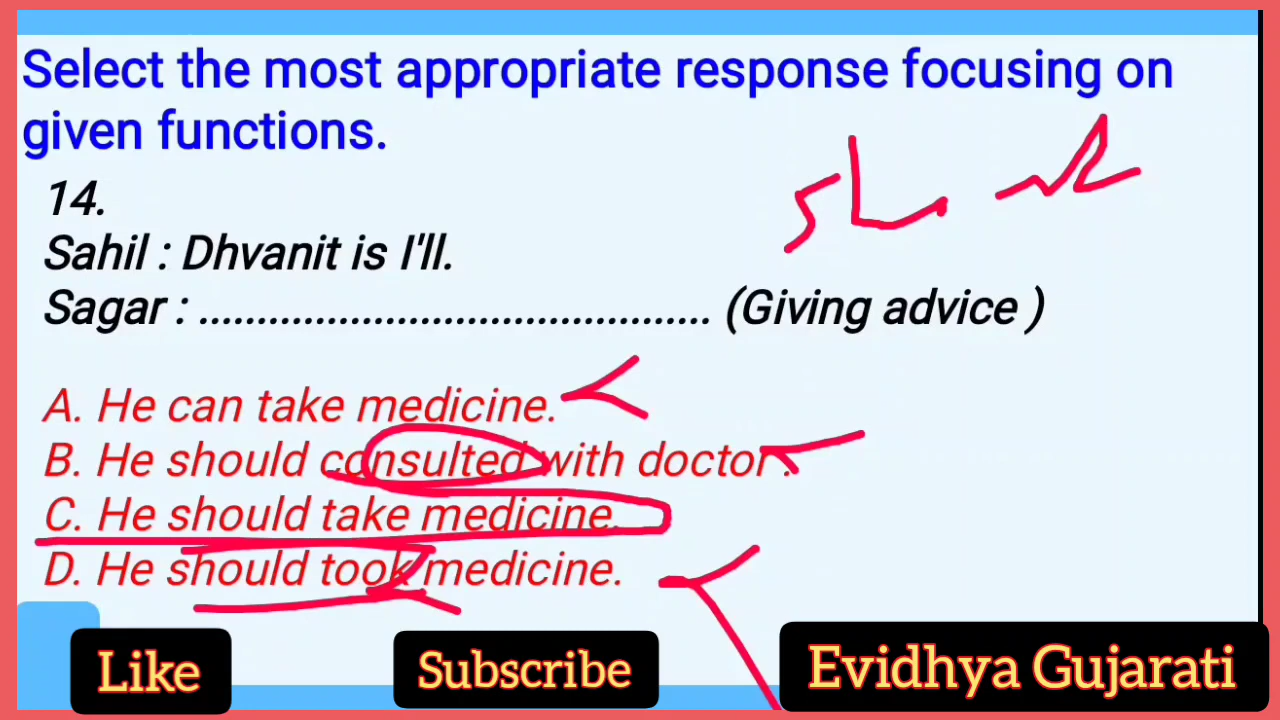 Select the most appropriate response focusing on
given functions.
14.
Sahil : Dhvanit is I'll.
Sagar : ............................................ (Giving advice )
A. He can take medicine.
B. He should consulted with doctor .
C. He should take medicine.
D. He should took medicine.
Like
Subscribe
Evidhya Gujarati